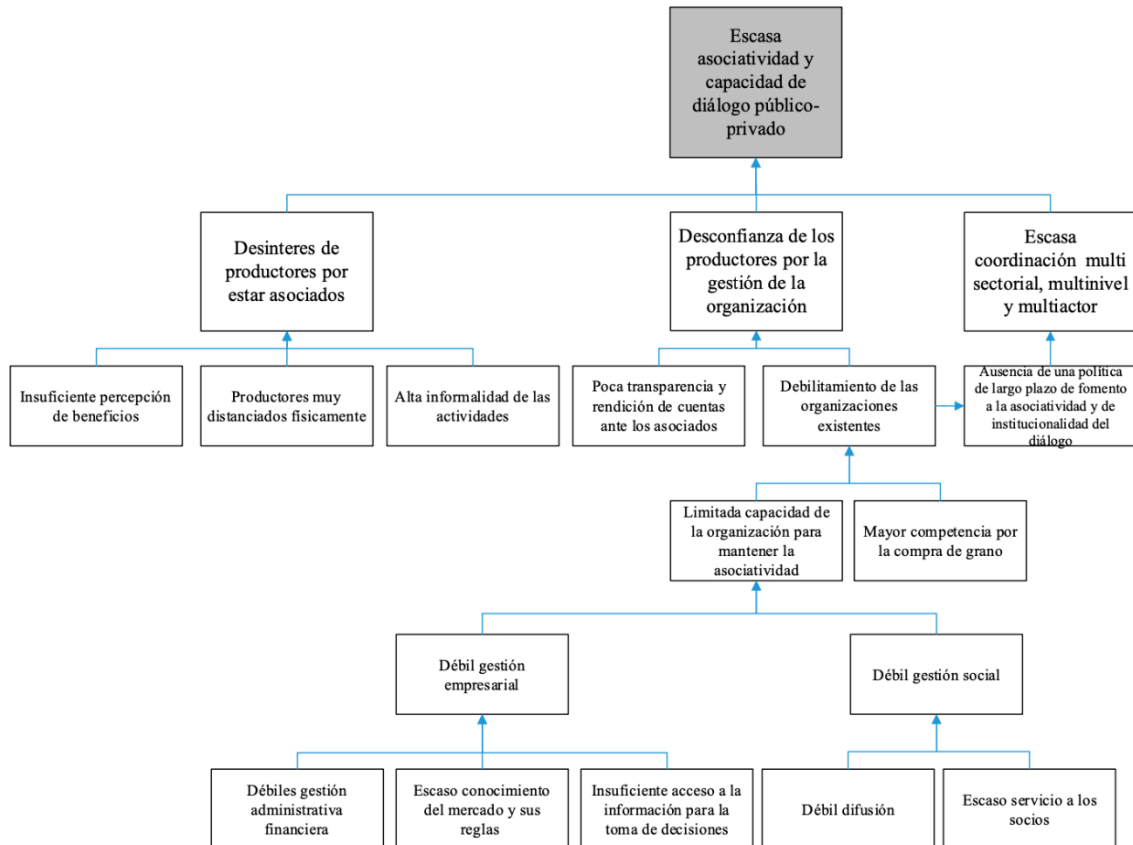 Escasa
asociatividad y
capacidad de
diálogo público-
privado
Desinteres de
productores por
estar asociados
Desconfianza de los
productores por la
gestión de la
organización
Escasa
coordinación multi
sectorial, multinivel
y multiactor
Insuficiente percepción
de beneficios
Productores muy
distanciados físicamente
Alta informalidad de las
actividades
Poca transparencia y
rendición de cuentas
ante los asociados
Debilitamiento de las
organizaciones
existentes
Ausencia de una política
de largo plazo de fomento
a la asociatividad y de
institucionalidad del
diálogo
Limitada capacidad de
la organización para
mantener la
asociatividad
Mayor competencia por
la compra de grano
Débil gestión
empresarial
Débil gestión social
Débiles gestión
administrativa
financiera
Escaso conocimiento
del mercado y sus
reglas
Insuficiente acceso a la
información para la
toma de decisiones
Débil difusión
Escaso servicio a los
socios